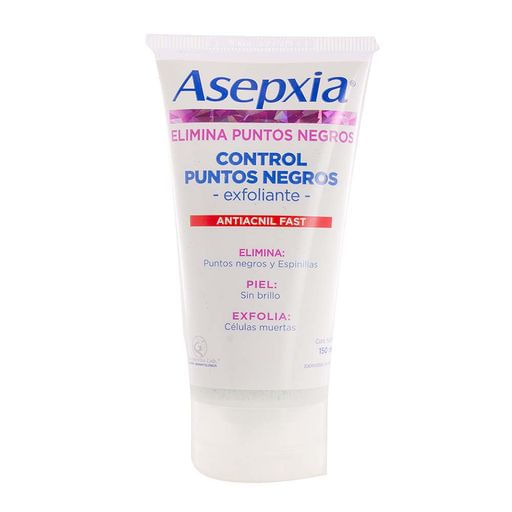 Asepxia®
ELIMINA PUNTOS NEGROS
CONTROL
PUNTOS NEGROS
- exfoliante -
ANTIACNIL FAST
ELIMINA:
Puntos negros y Espinillas
PIEL:
Sin brillo
EXFOLIA:
Células muertas
150